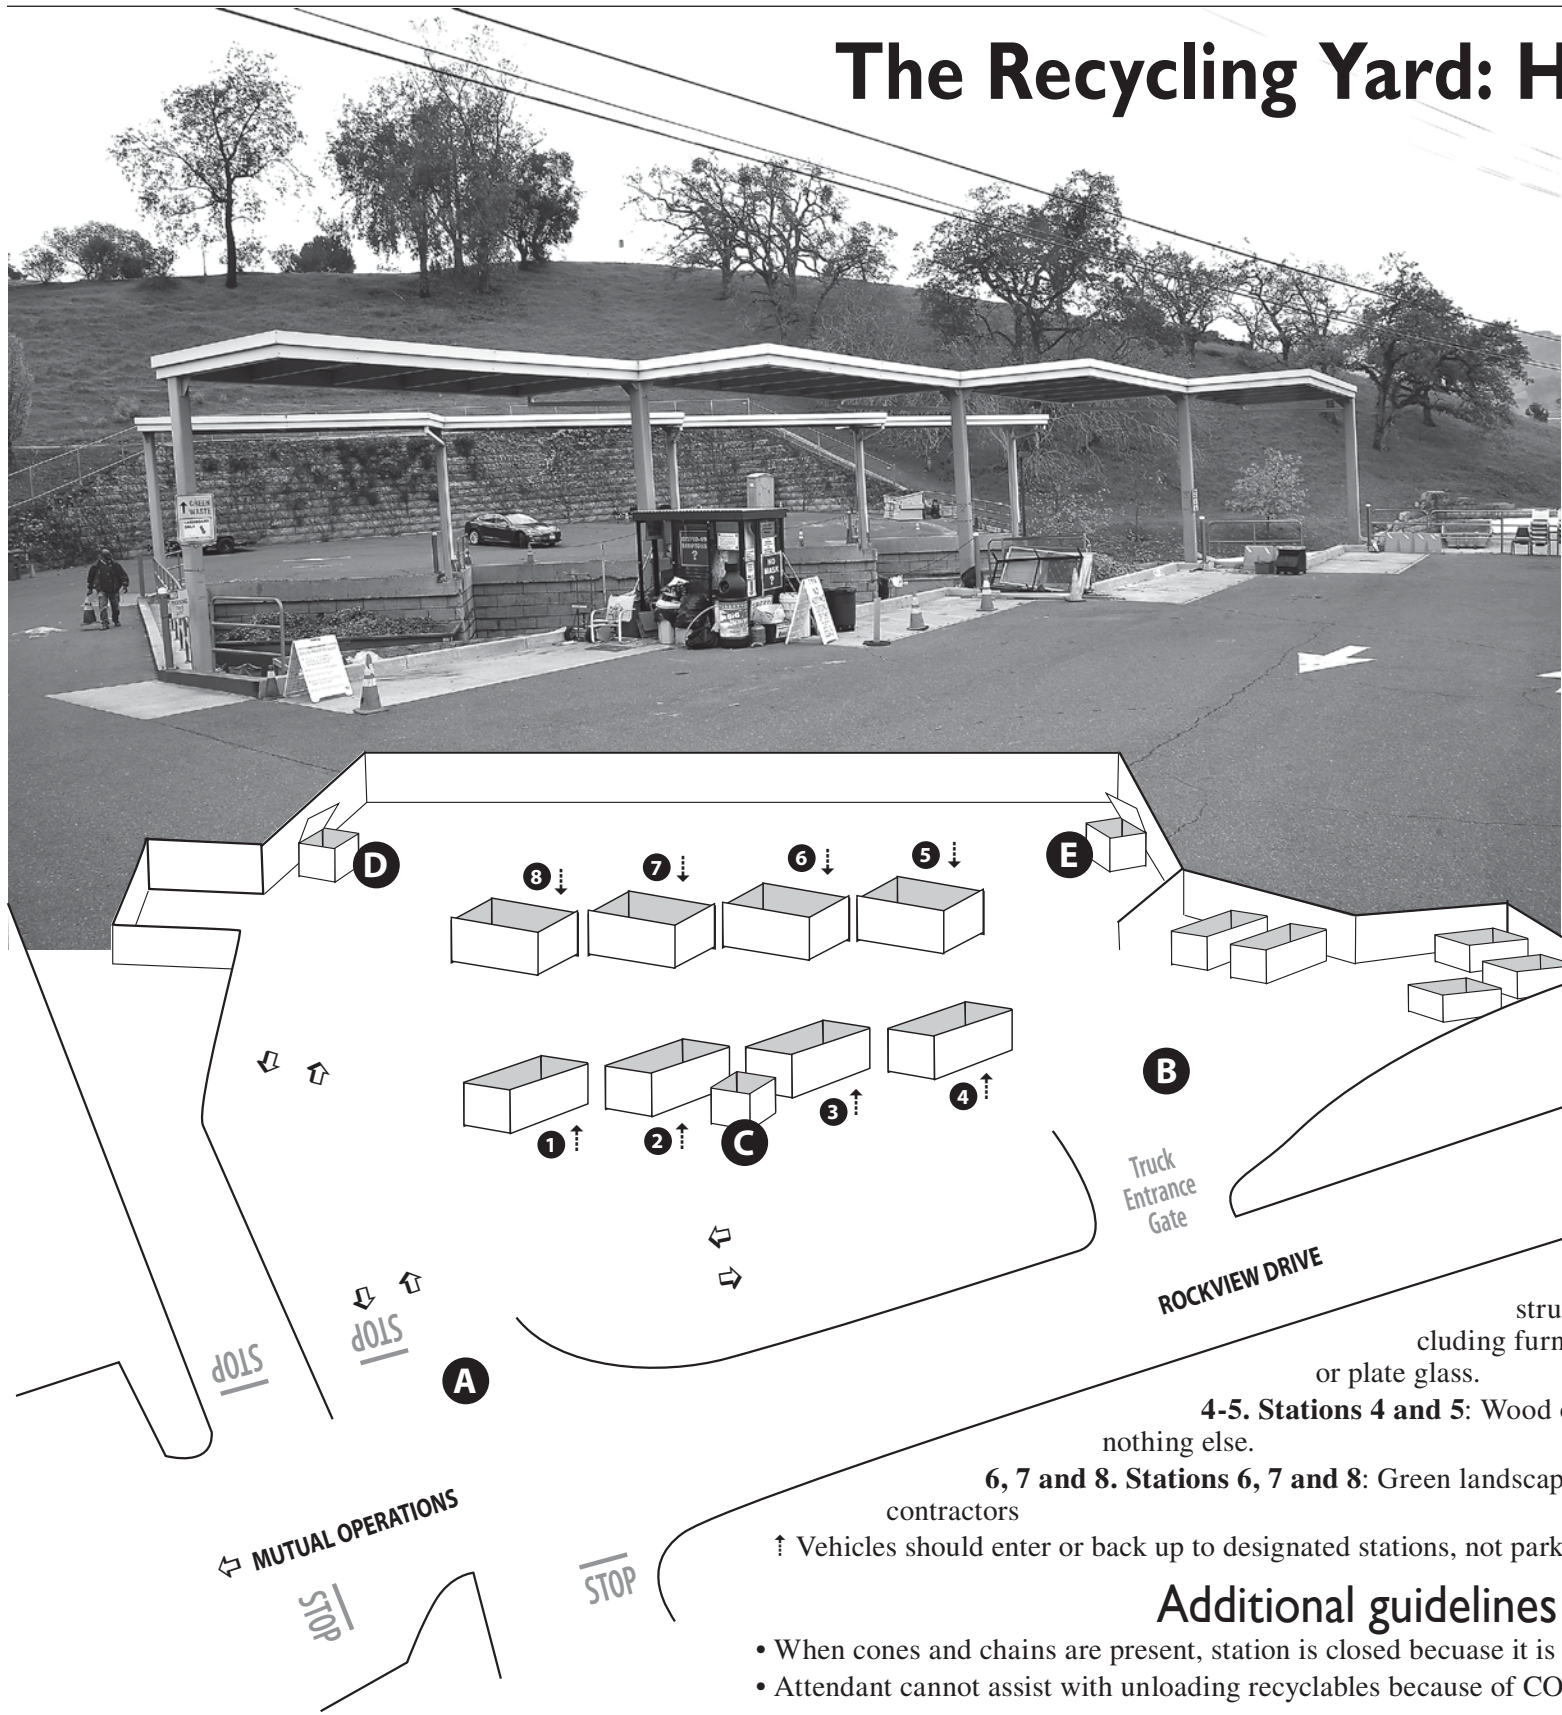 The Recycling Yard: H
GREEN
WASTE
NO
MASK
?
D
8
7
6
5
E
B
1
2
C
3
4
Truck
Entrance
Gate
ROCKVIEW DRIVE
STOP
STOP
A
stru
cluding furn
or plate glass.
4-5. Stations 4 and 5: Wood
nothing else.
6, 7 and 8. Stations 6, 7 and 8: Green landscap
contractors
⇡ Vehicles should enter or back up to designated stations, not park
MUTUAL OPERATIONS
STOP
STOP
Additional guidelines
• When cones and chains are present, station is closed becuase it is
• Attendant cannot assist with unloading recyclables because of CO